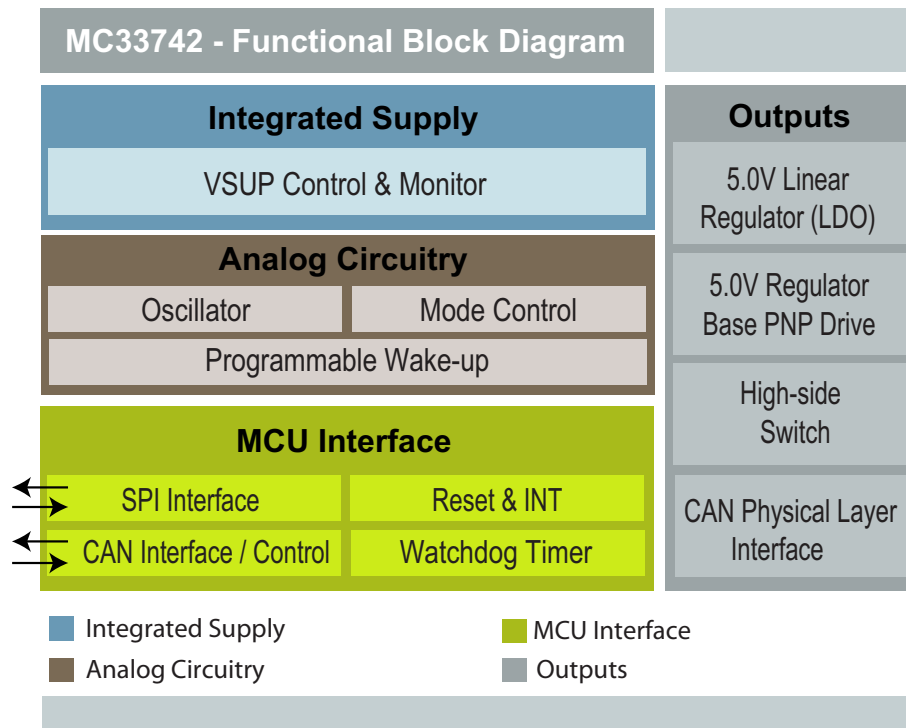 MC33742 - Functional Block Diagram
Integrated Supply
VSUP Control & Monitor
Analog Circuitry
Oscillator
Mode Control
Programmable Wake-up
MCU Interface
SPI Interface
Reset & INT
CAN Interface / Control
Watchdog Timer
Outputs
5.0V Linear
Regulator (LDO)
5.0V Regulator
Base PNP Drive
High-side
Switch
CAN Physical Layer
Interface
Integrated Supply
MCU Interface
Analog Circuitry
Outputs